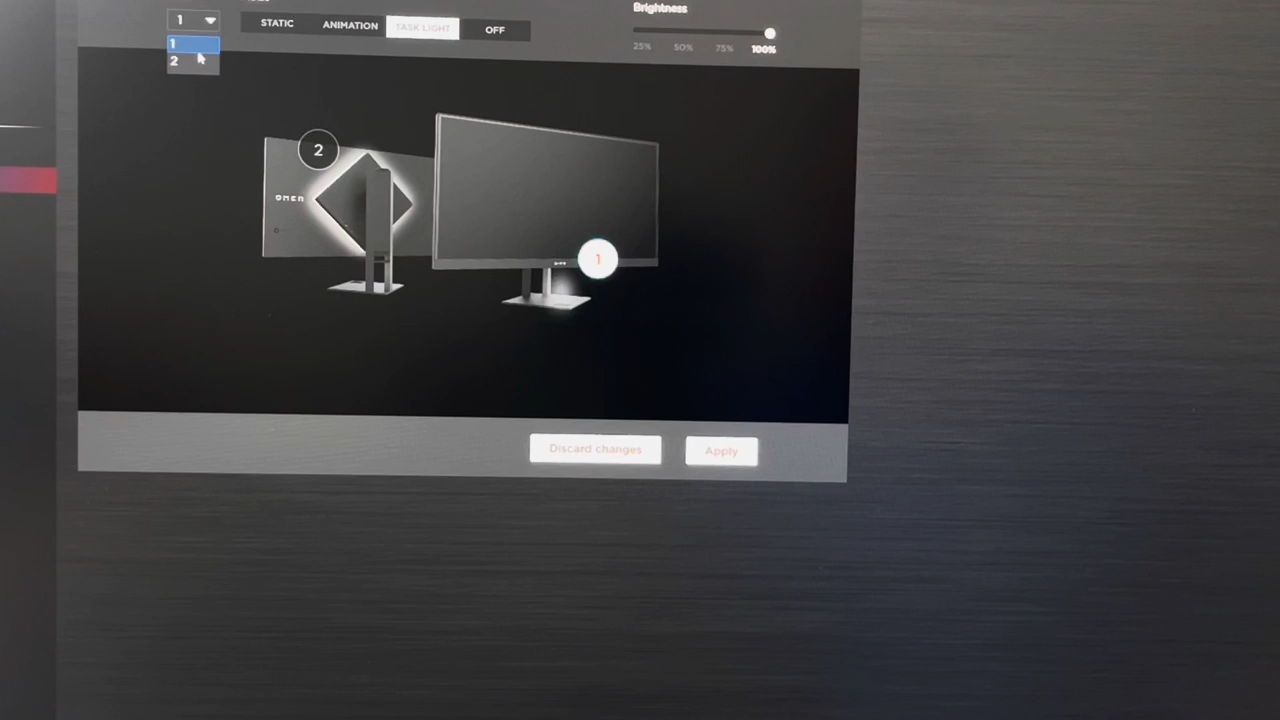 1
STATIC ANIMATION TASK LIGHT OFF
Brightness
25% 50% 75% 100%
1
2
2
OMEN
1
Discard changes Apply